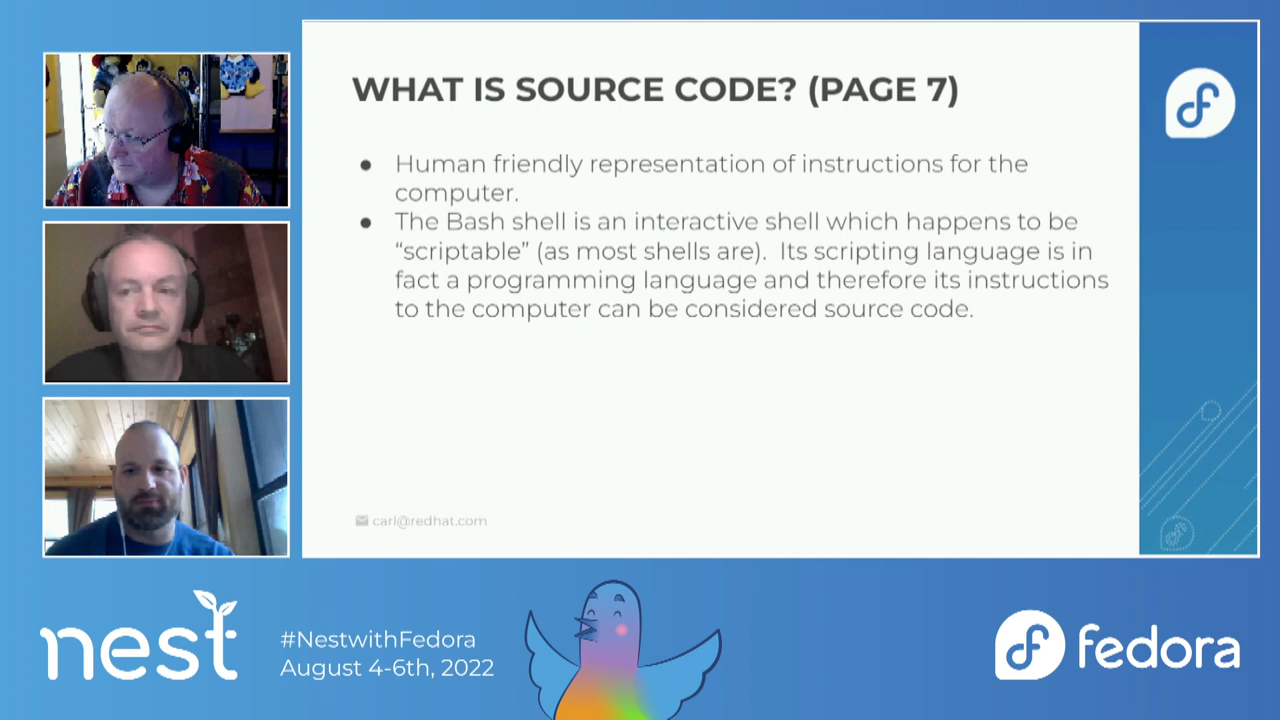 WHAT IS SOURCE CODE? (PAGE 7)
● Human friendly representation of instructions for the
computer.
● The Bash shell is an interactive shell which happens to be
“scriptable” (as most shells are).  Its scripting language is in
fact a programming language and therefore its instructions
to the computer can be considered source code.
carl@redhat.com
nest
#NestwithFedora
August 4-6th, 2022
fedora